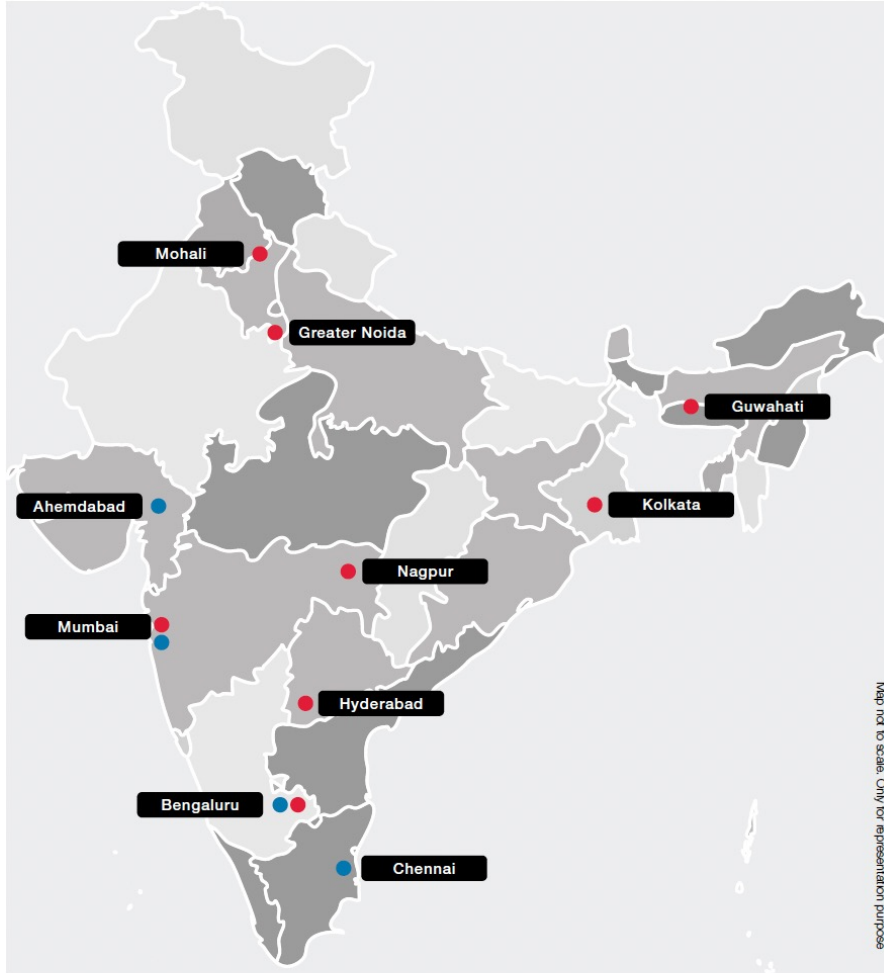 Mohali
Greater Noida
Guwahati
Ahemdabad
Kolkata
Nagpur
Mumbai
Hyderabad
Bengaluru
Chennai
Map not to scale. Only for representation purpose